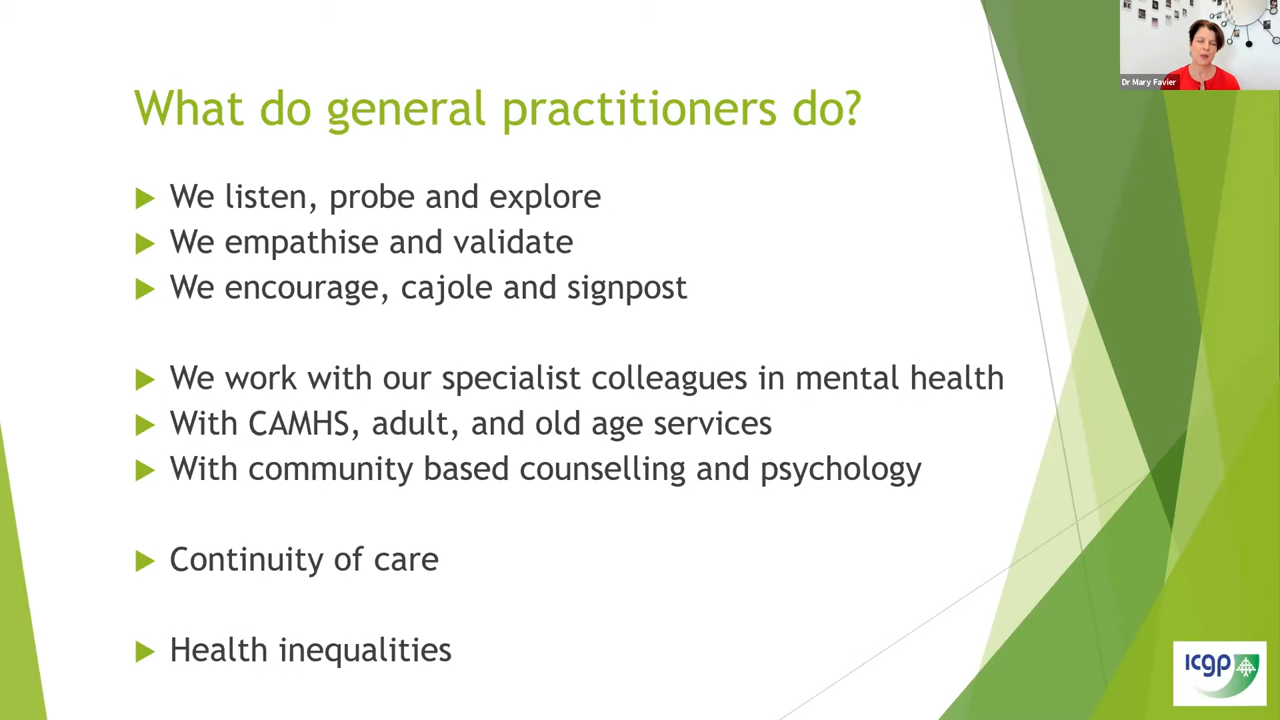 Dr Mary Favier
What do general practitioners do?
We listen, probe and explore
We empathise and validate
We encourage, cajole and signpost
We work with our specialist colleagues in mental health
With CAMHS, adult, and old age services
With community based counselling and psychology
Continuity of care
Health inequalities
icgp